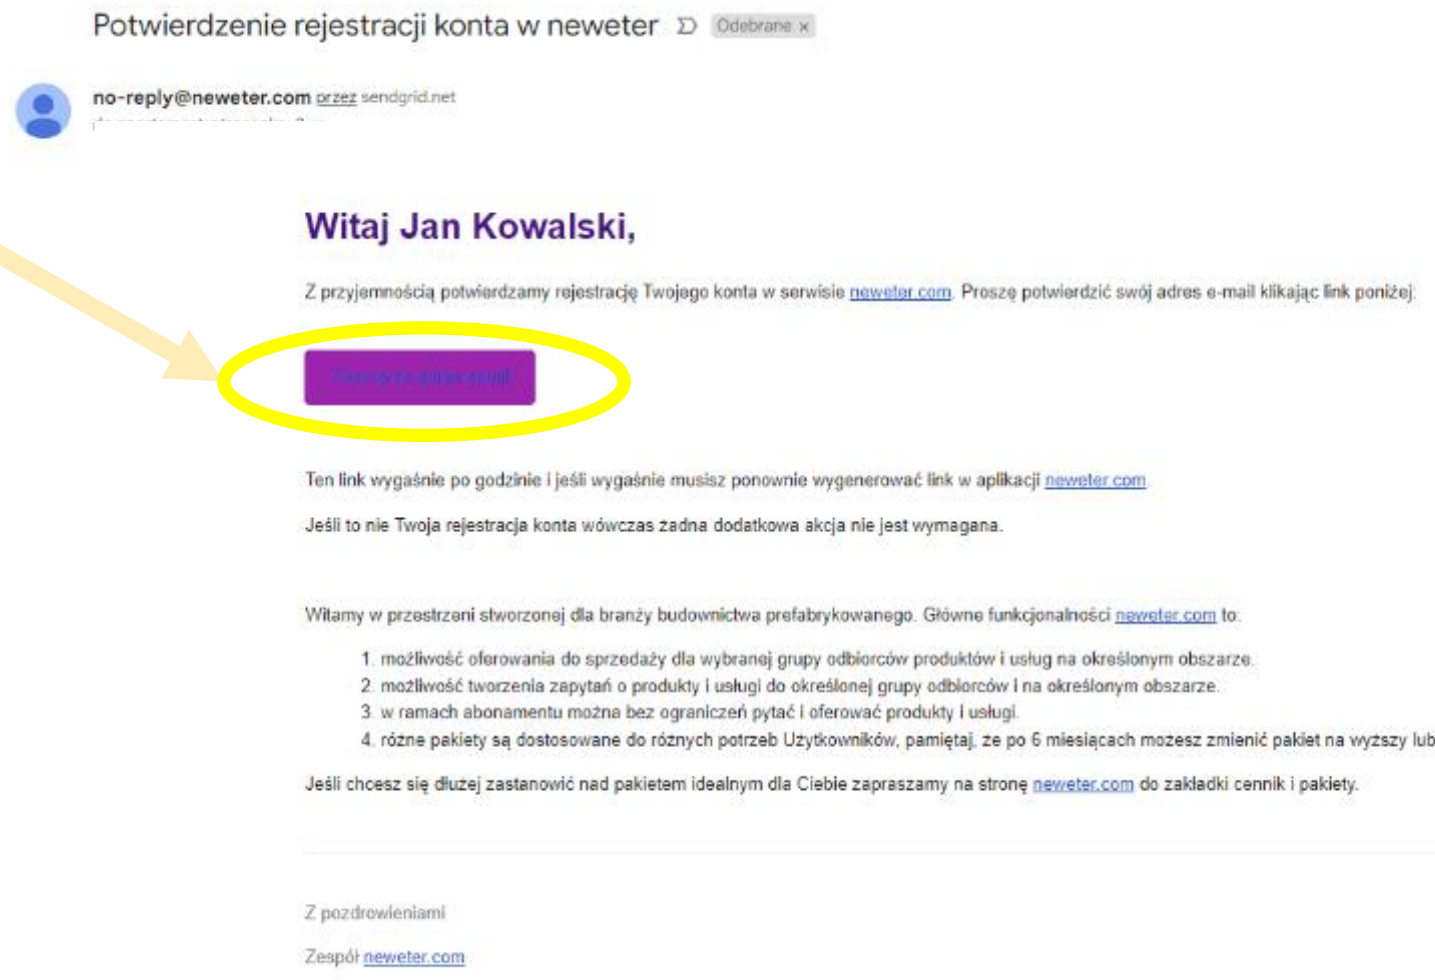 Potwierdzenie rejestracji konta w neweter Odebrane x
no-reply@neweter.com przez sendgrid.net
Witaj Jan Kowalski,
Z przyjemnością potwierdzamy rejestrację Twojego konta w serwisie neweter.com. Proszę potwierdzić swój adres e-mail klikając link poniżej:
adres email
Ten link wygaśnie po godzinie i jeśli wygaśnie musisz ponownie wygenerować link w aplikacji neweter.com
Jeśli to nie Twoja rejestracja konta wówczas żadna dodatkowa akcja nie jest wymagana.
Witamy w przestrzeni stworzonej dla branży budownictwa prefabrykowanego. Główne funkcjonalności neweter.com to:
1. możliwość oferowania do sprzedaży dla wybranej grupy odbiorców produktów i usług na określonym obszarze.
2. możliwość tworzenia zapytań o produkty i usługi do określonej grupy odbiorców i na określonym obszarze.
3. w ramach abonamentu można bez ograniczeń pytać i oferować produkty i usługi.
4. różne pakiety są dostosowane do różnych potrzeb Użytkowników, pamiętaj, że po 6 miesiącach możesz zmienić pakiet na wyższy lub
Jeśli chcesz się dłużej zastanowić nad pakietem idealnym dla Ciebie zapraszamy na stronę neweter.com do zakładki cennik i pakiety.
Z pozdrowieniami
Zespół neweter.com